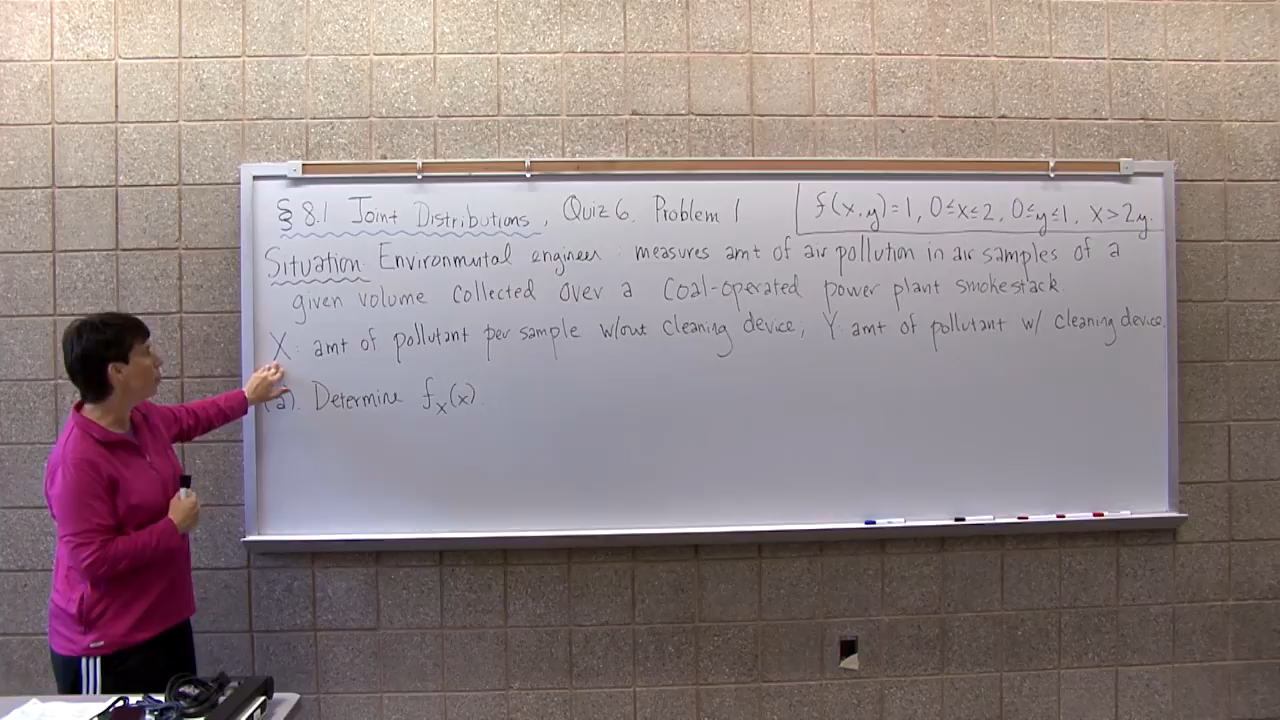 § 8.1 Joint Distributions, Quiz 6. Problem 1 f(x,y)=1, 0≤x≤2, 0≤y≤1, x>2y.
Situation: Environmental engineer: measures amt of air pollution in air samples of a
given volume collected over a coal-operated power plant smokestack.
X: amt of pollutant per sample w/out cleaning device; Y: amt of pollutant w/ cleaning device.
(a). Determine f_X(x).